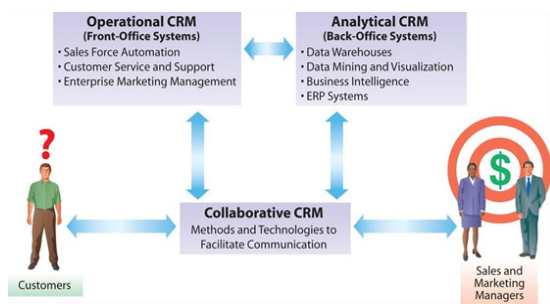 Operational CRM
(Front-Office Systems)
• Sales Force Automation
• Customer Service and Support
• Enterprise Marketing Management
Analytical CRM
(Back-Office Systems)
• Data Warehouses
• Data Mining and Visualization
• Business Intelligence
• ERP Systems
?
$
Collaborative CRM
Methods and Technologies to
Facilitate Communication
Customers
Sales and
Marketing
Managers